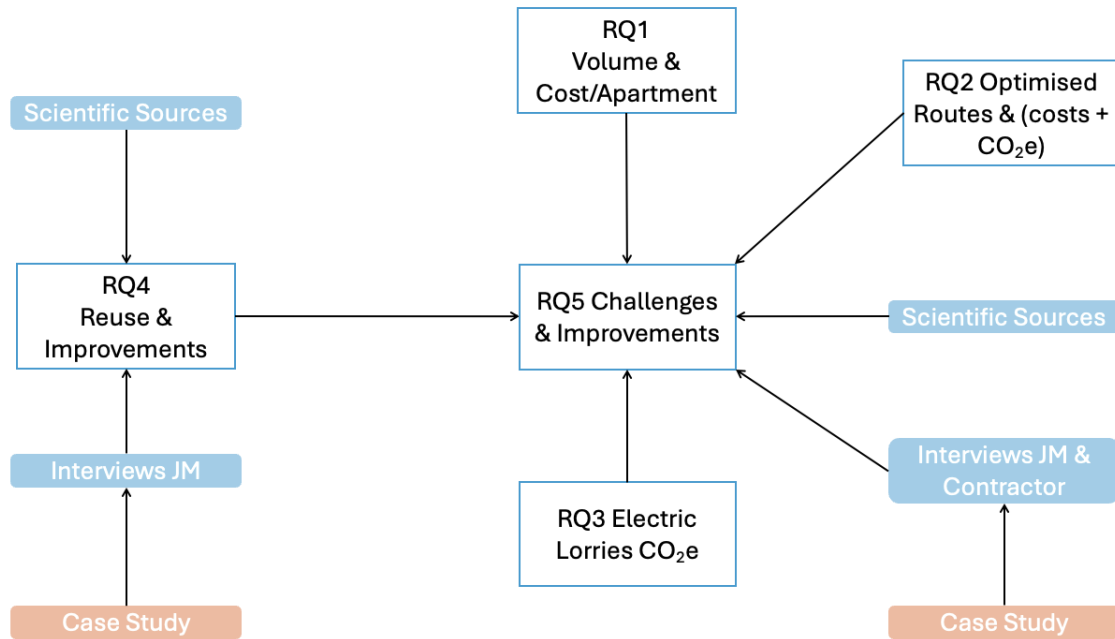 RQ1
Volume &
Cost/Apartment
RQ2 Optimised
Routes & (costs +
CO₂e)
Scientific Sources
RQ4
Reuse &
Improvements
RQ5 Challenges
& Improvements
Scientific Sources
Interviews JM
Interviews JM &
Contractor
RQ3 Electric
Lorries CO₂e
Case Study
Case Study